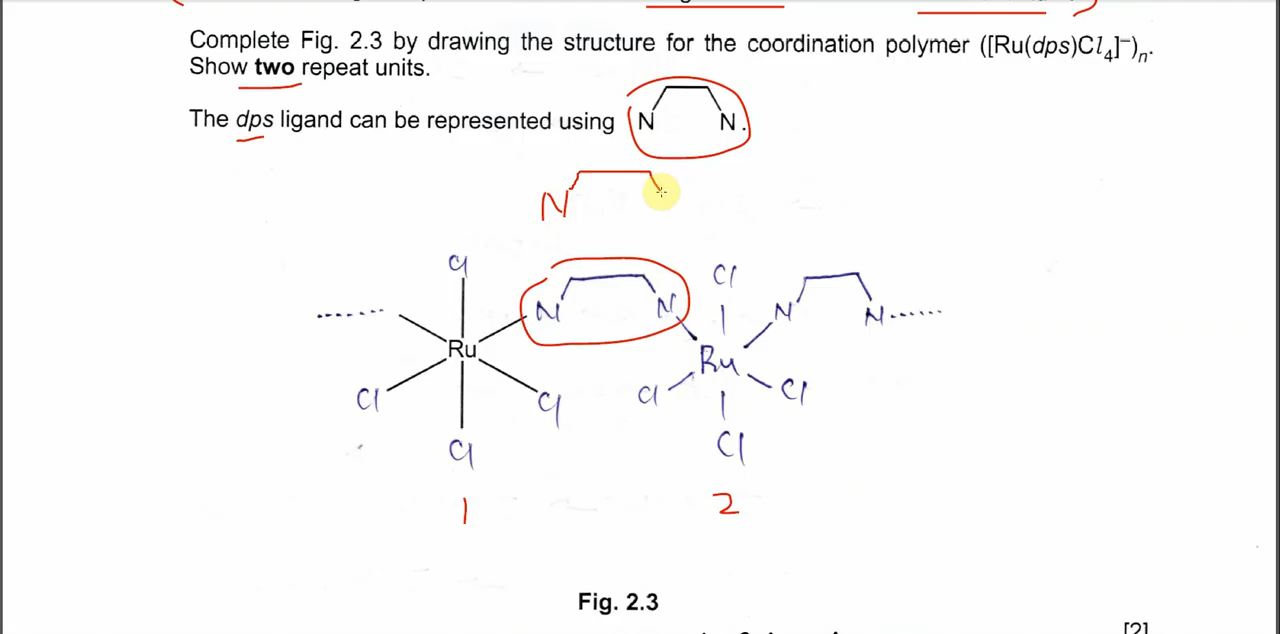 Complete Fig. 2.3 by drawing the structure for the coordination polymer ([Ru(dps)Cl₄]⁻)ₙ.
Show two repeat units.
The dps ligand can be represented using N N.
N
Cl Cl
N N N N
Ru Ru
Cl Cl Cl Cl
Cl Cl
1 2
Fig. 2.3
[2]